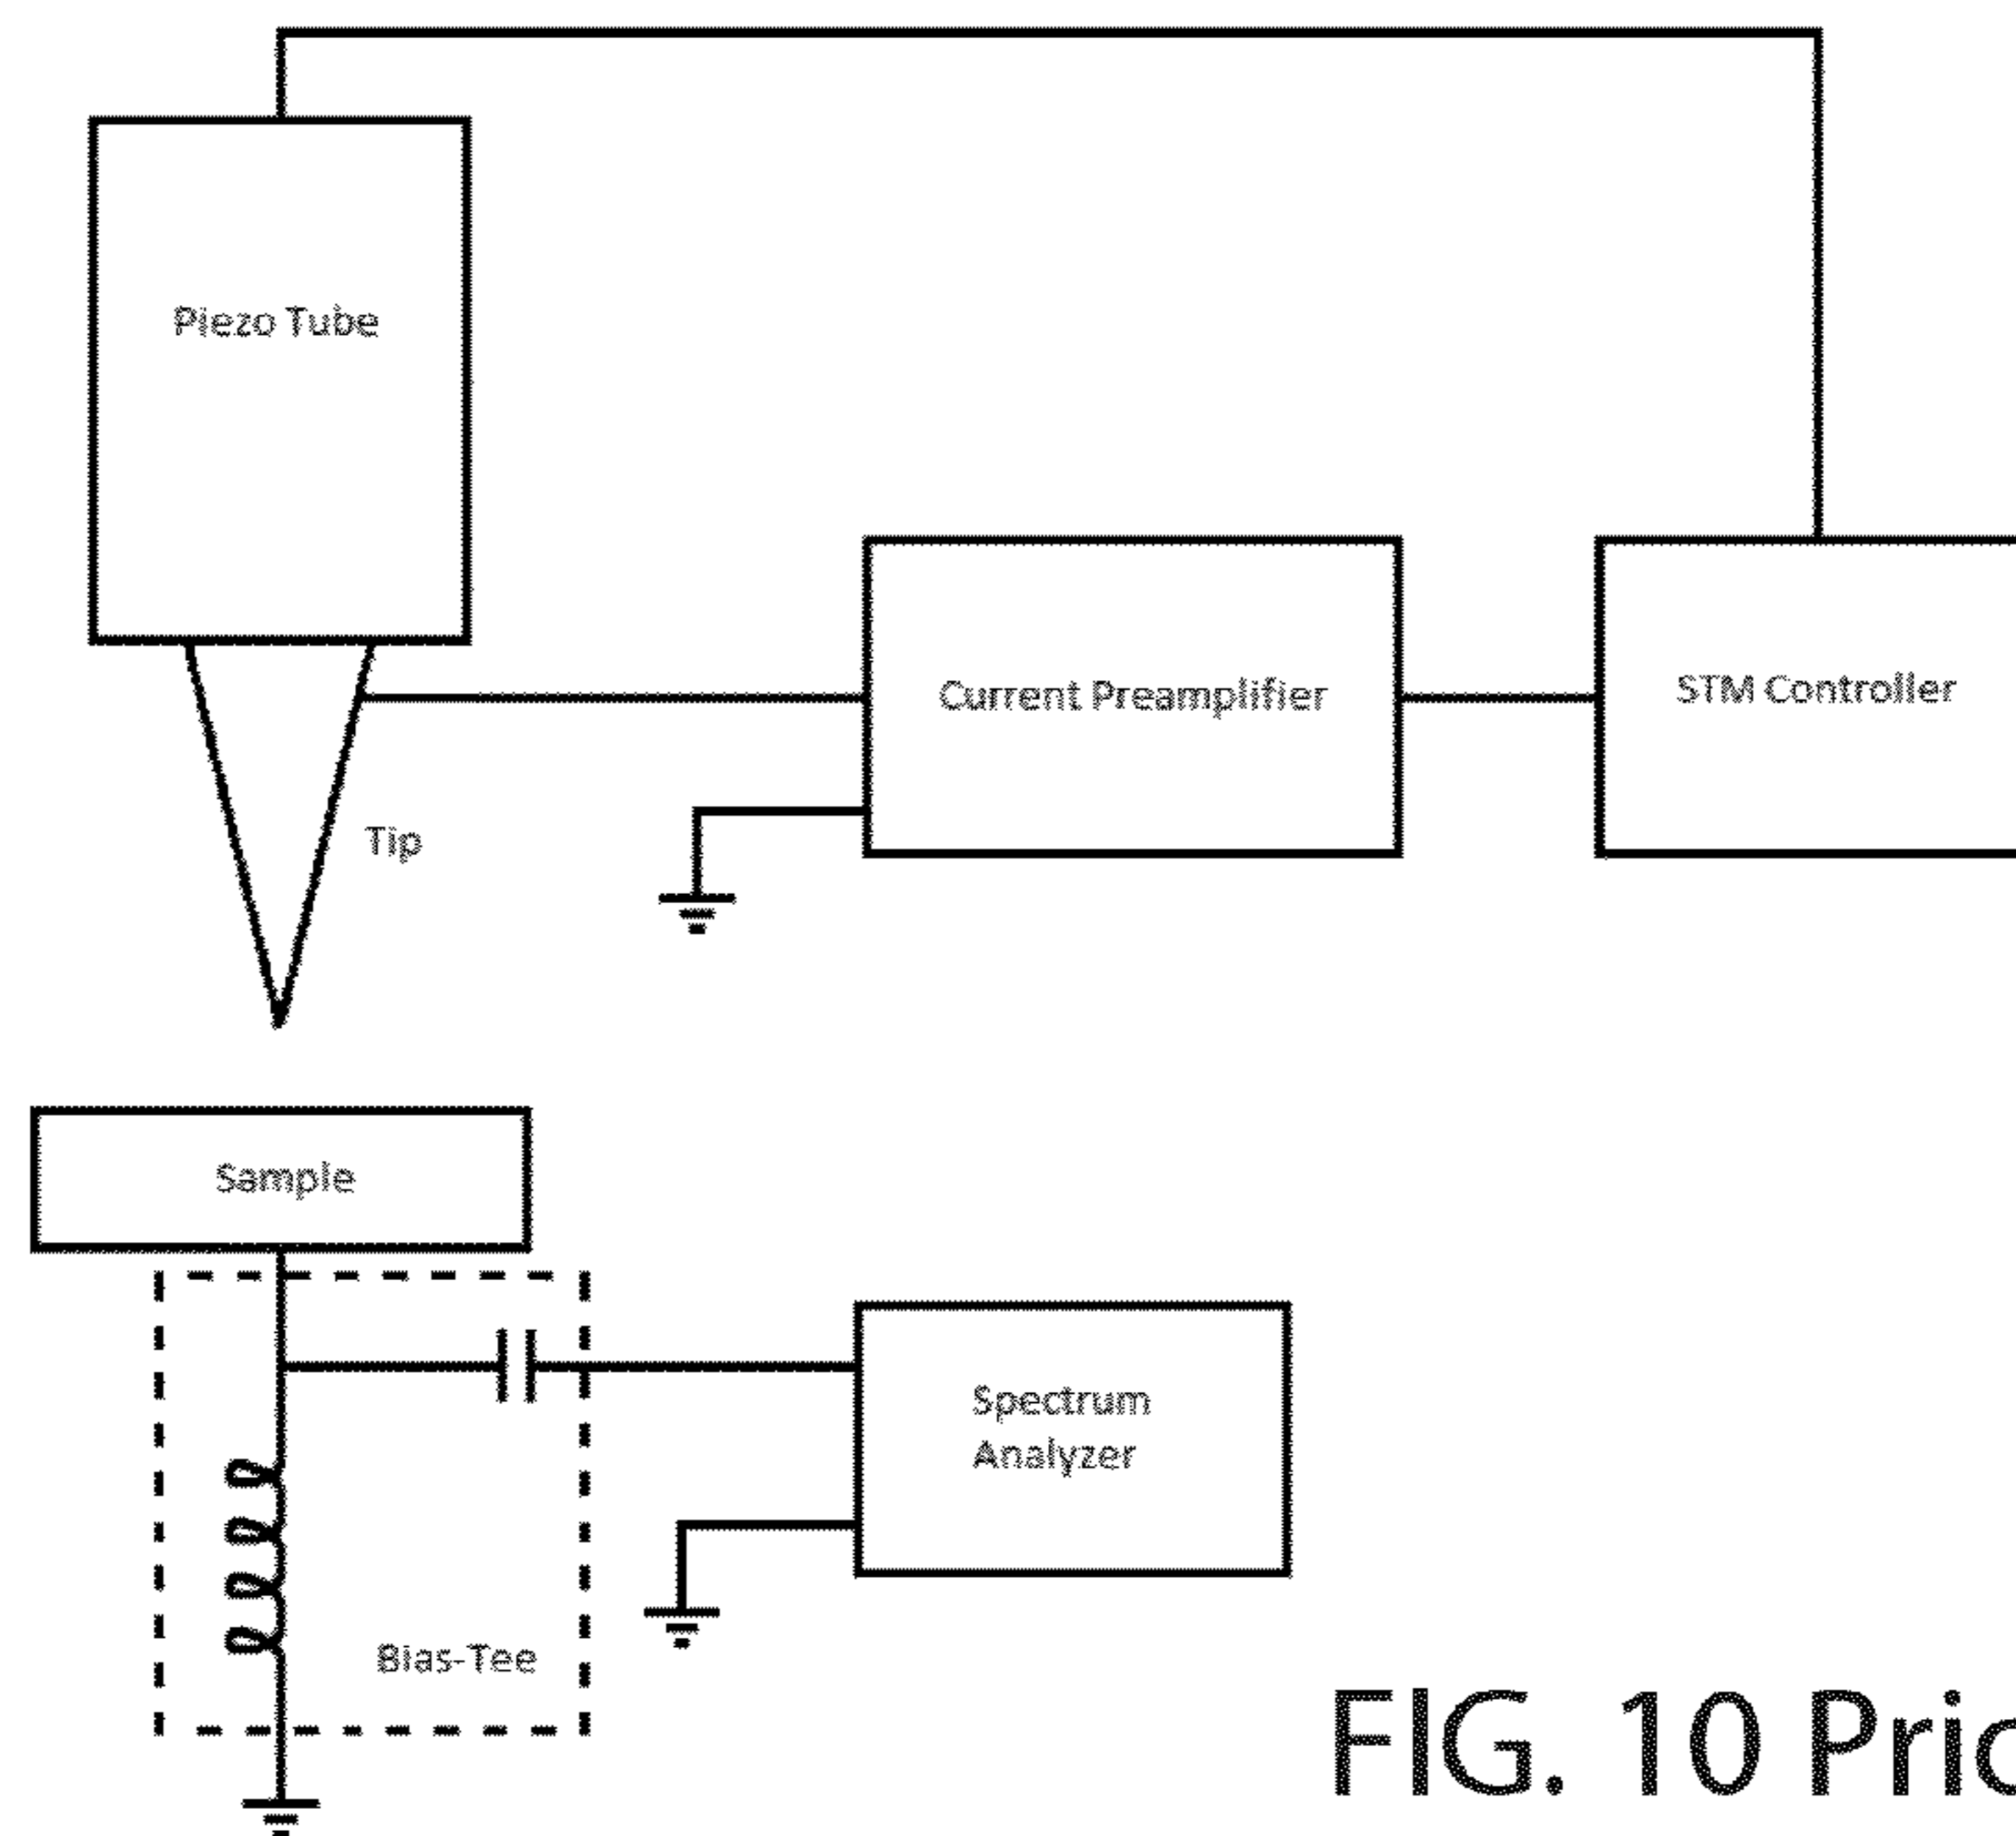 Piezo Tube
Current Preamplifier
STM Controller
Tip
Sample
Spectrum
Analyzer
Bias-Tee
FIG. 10